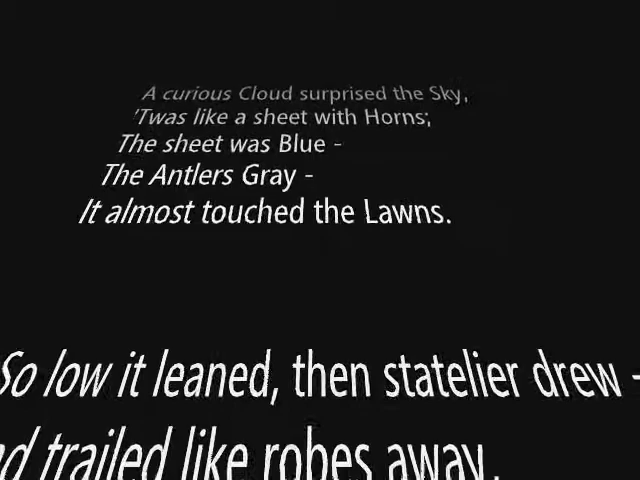 A curious Cloud surprised the Sky,
'Twas like a sheet with Horns;
The sheet was Blue -
The Antlers Gray -
It almost touched the Lawns.
So low it leaned, then statelier drew -
trailed like robes away,